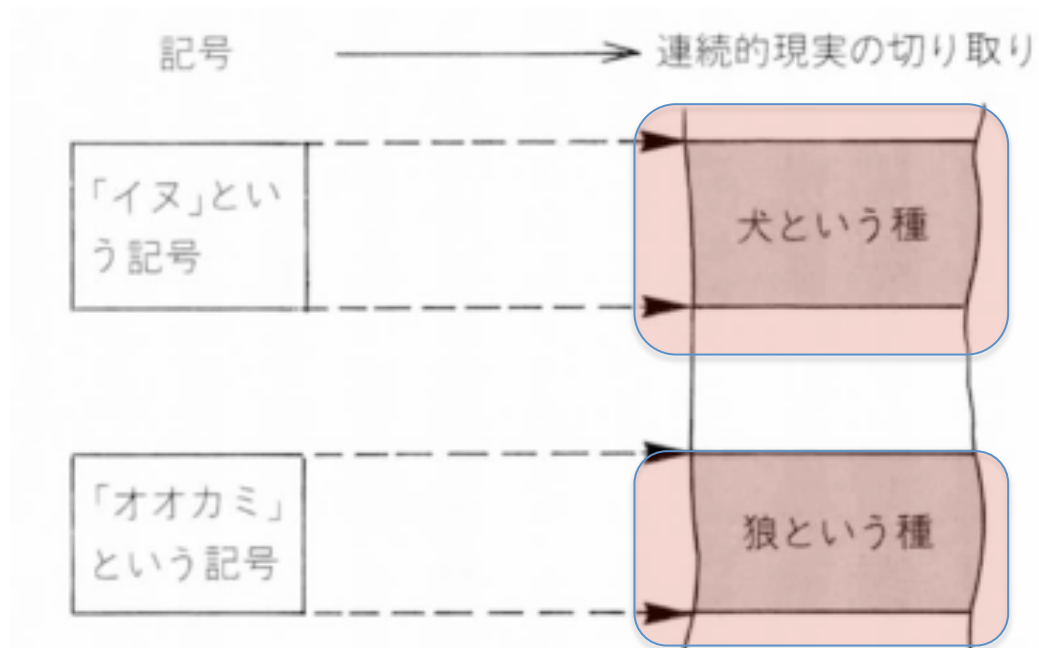 記号
連続的現実の切り取り
「イヌ」とい
う記号
犬という種
「オオカミ」
という記号
狼という種